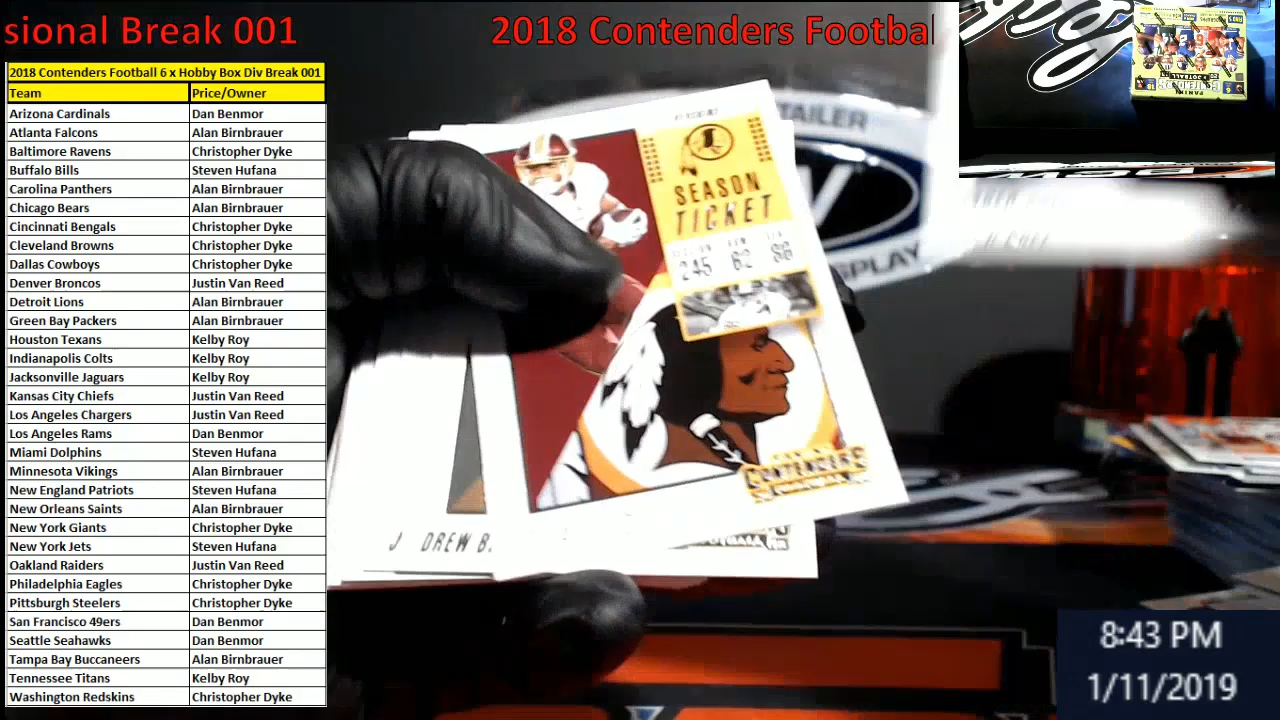 sional Break 001 2018 Contenders Footba
2018 Contenders Football 6 x Hobby Box Div Break 001
Team Price/Owner
Arizona Cardinals Dan Benmor
Atlanta Falcons Alan Birnbrauer
Baltimore Ravens Christopher Dyke
Buffalo Bills Steven Hufana
Carolina Panthers Alan Birnbrauer
Chicago Bears Alan Birnbrauer
Cincinnati Bengals Christopher Dyke
Cleveland Browns Christopher Dyke
Dallas Cowboys Christopher Dyke
Denver Broncos Justin Van Reed
Detroit Lions Alan Birnbrauer
Green Bay Packers Alan Birnbrauer
Houston Texans Kelby Roy
Indianapolis Colts Kelby Roy
Jacksonville Jaguars Kelby Roy
Kansas City Chiefs Justin Van Reed
Los Angeles Chargers Justin Van Reed
Los Angeles Rams Dan Benmor
Miami Dolphins Steven Hufana
Minnesota Vikings Alan Birnbrauer
New England Patriots Steven Hufana
New Orleans Saints Alan Birnbrauer
New York Giants Christopher Dyke
New York Jets Steven Hufana
Oakland Raiders Justin Van Reed
Philadelphia Eagles Christopher Dyke
Pittsburgh Steelers Christopher Dyke
San Francisco 49ers Dan Benmor
Seattle Seahawks Dan Benmor
Tampa Bay Buccaneers Alan Birnbrauer
Tennessee Titans Kelby Roy
Washington Redskins Christopher Dyke
TAILER
SEASON
TICKET
245 62
SPLAY
CONTENDERS
DREW B
8:43 PM
1/11/2019